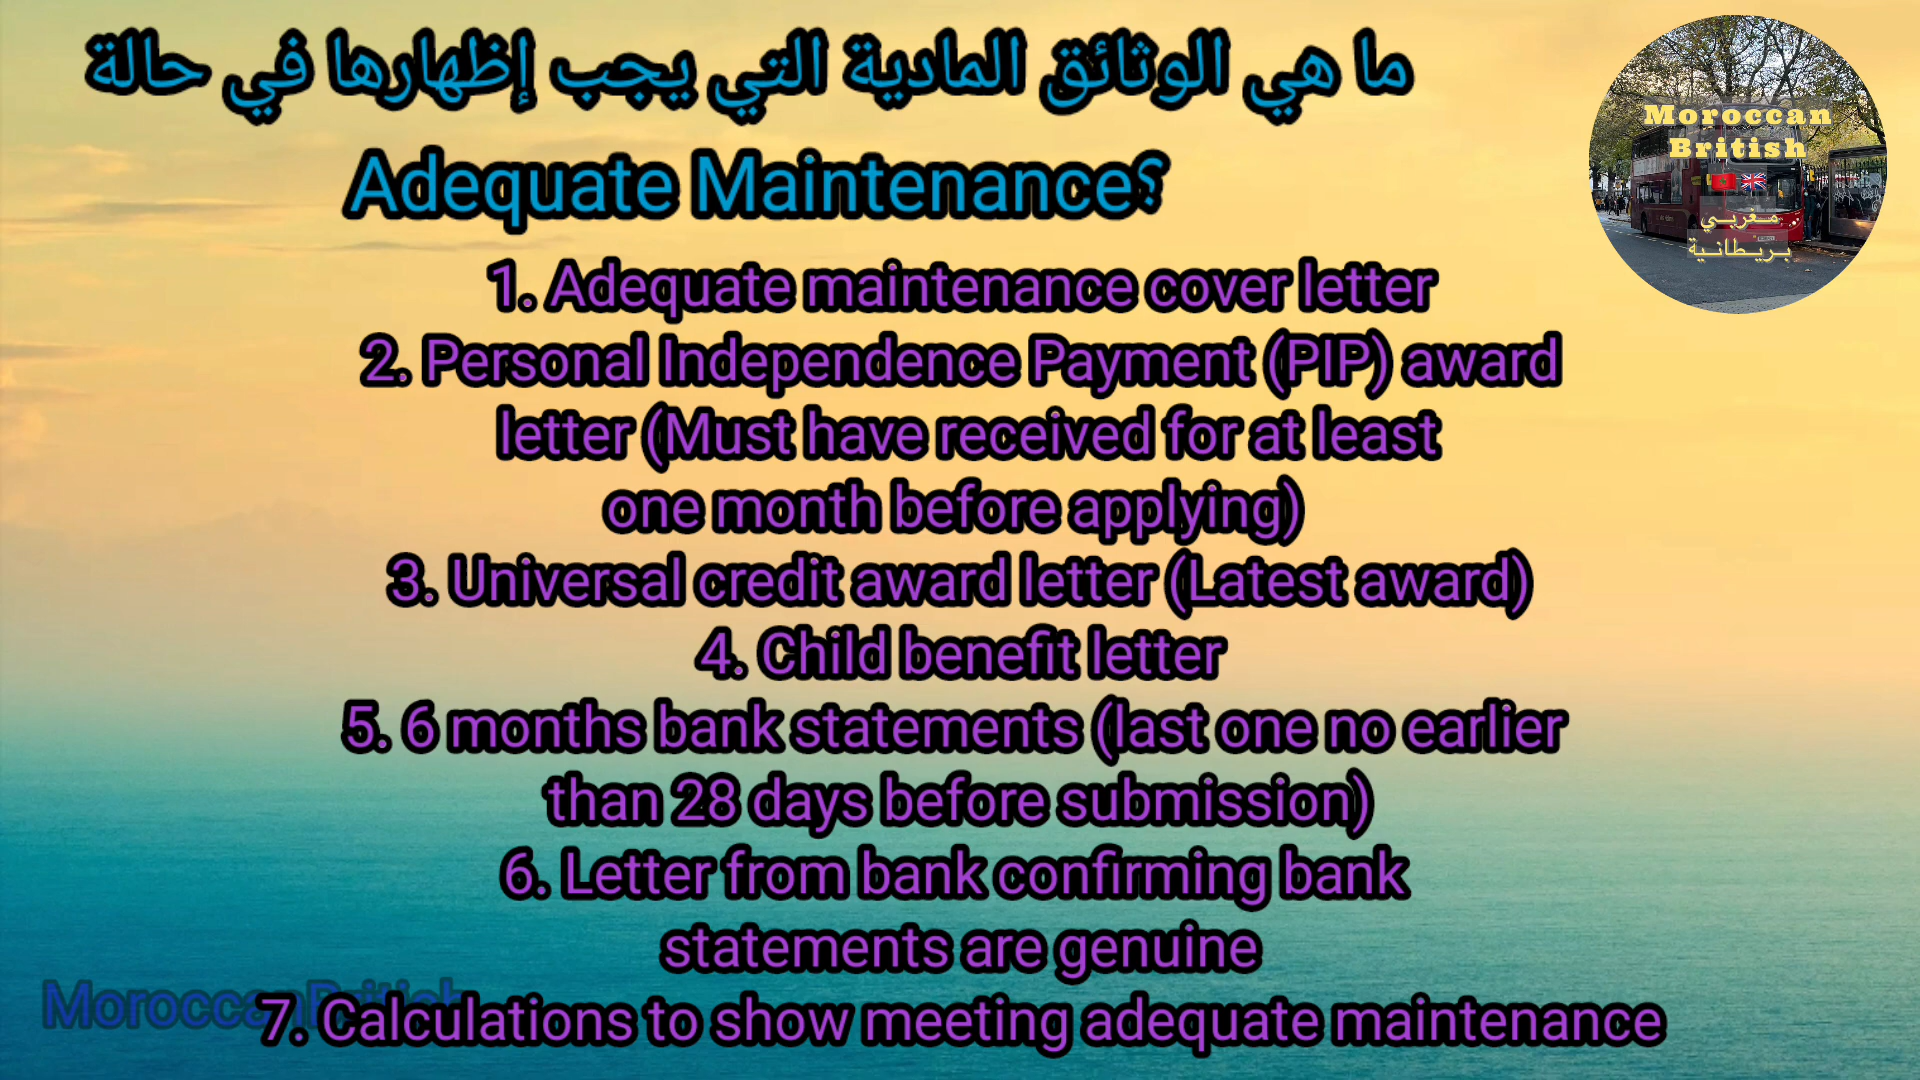 ما هي الوثائق المادية التي يجب إظهارها في حالة
Adequate Maintenance؟
Moroccan
British
مغربي
بريطانية
1. Adequate maintenance cover letter
2. Personal Independence Payment (PIP) award
letter (Must have received for at least
one month before applying)
3. Universal credit award letter (Latest award)
4. Child benefit letter
5. 6 months bank statements (last one no earlier
than 28 days before submission)
6. Letter from bank confirming bank
statements are genuine
MoroccanBritish
7. Calculations to show meeting adequate maintenance